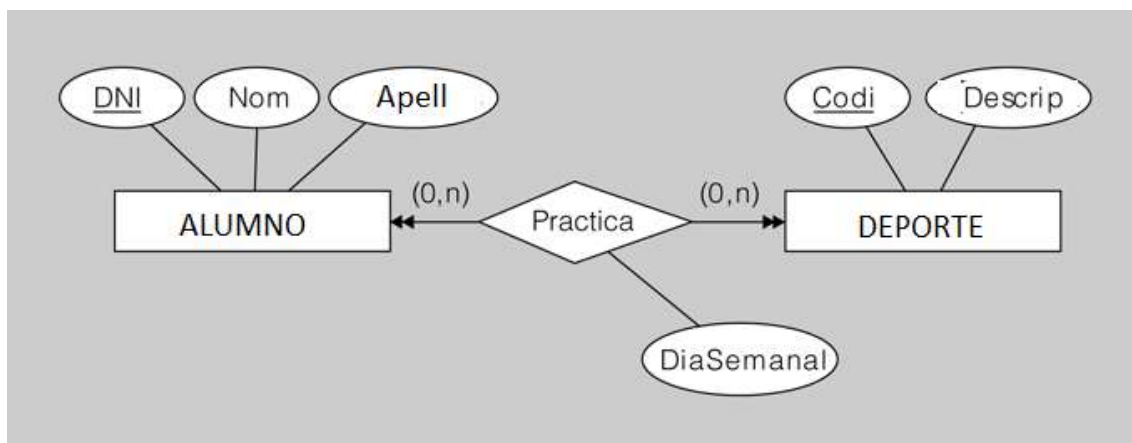 DNI Nom Apell Codi Descrip
(0,n) (0,n)
ALUMNO Practica DEPORTE
DiaSemanal